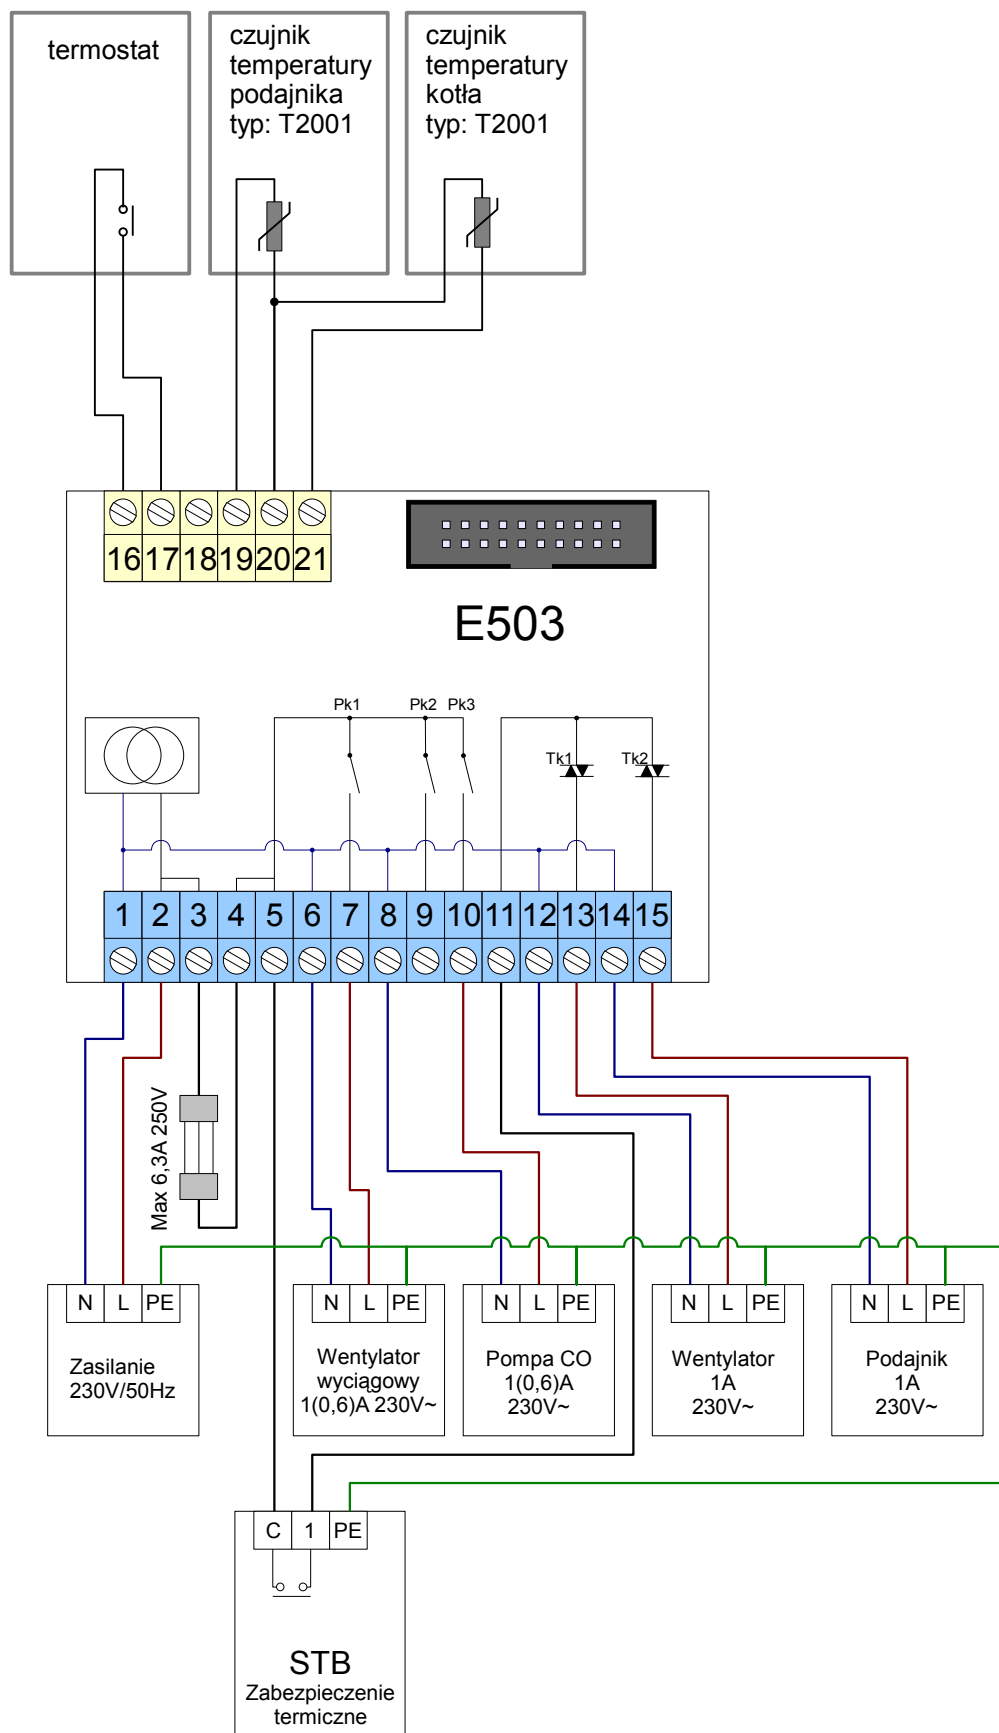 termostat
czujnik
temperatury
podajnika
typ: T2001
czujnik
temperatury
kotła
typ: T2001
16 17 18 19 20 21
E503
Pk1 Pk2 Pk3
Tk1 Tk2
1 2 3 4 5 6 7 8 9 10 11 12 13 14 15
Max 6,3A 250V
N L PE
Zasilanie
230V/50Hz
N L PE
Wentylator
wyciągowy
1(0,6)A 230V~
N L PE
Pompa CO
1(0,6)A
230V~
N L PE
Wentylator
1A
230V~
N L PE
Podajnik
1A
230V~
C 1 PE
STB
Zabezpieczenie
termiczne